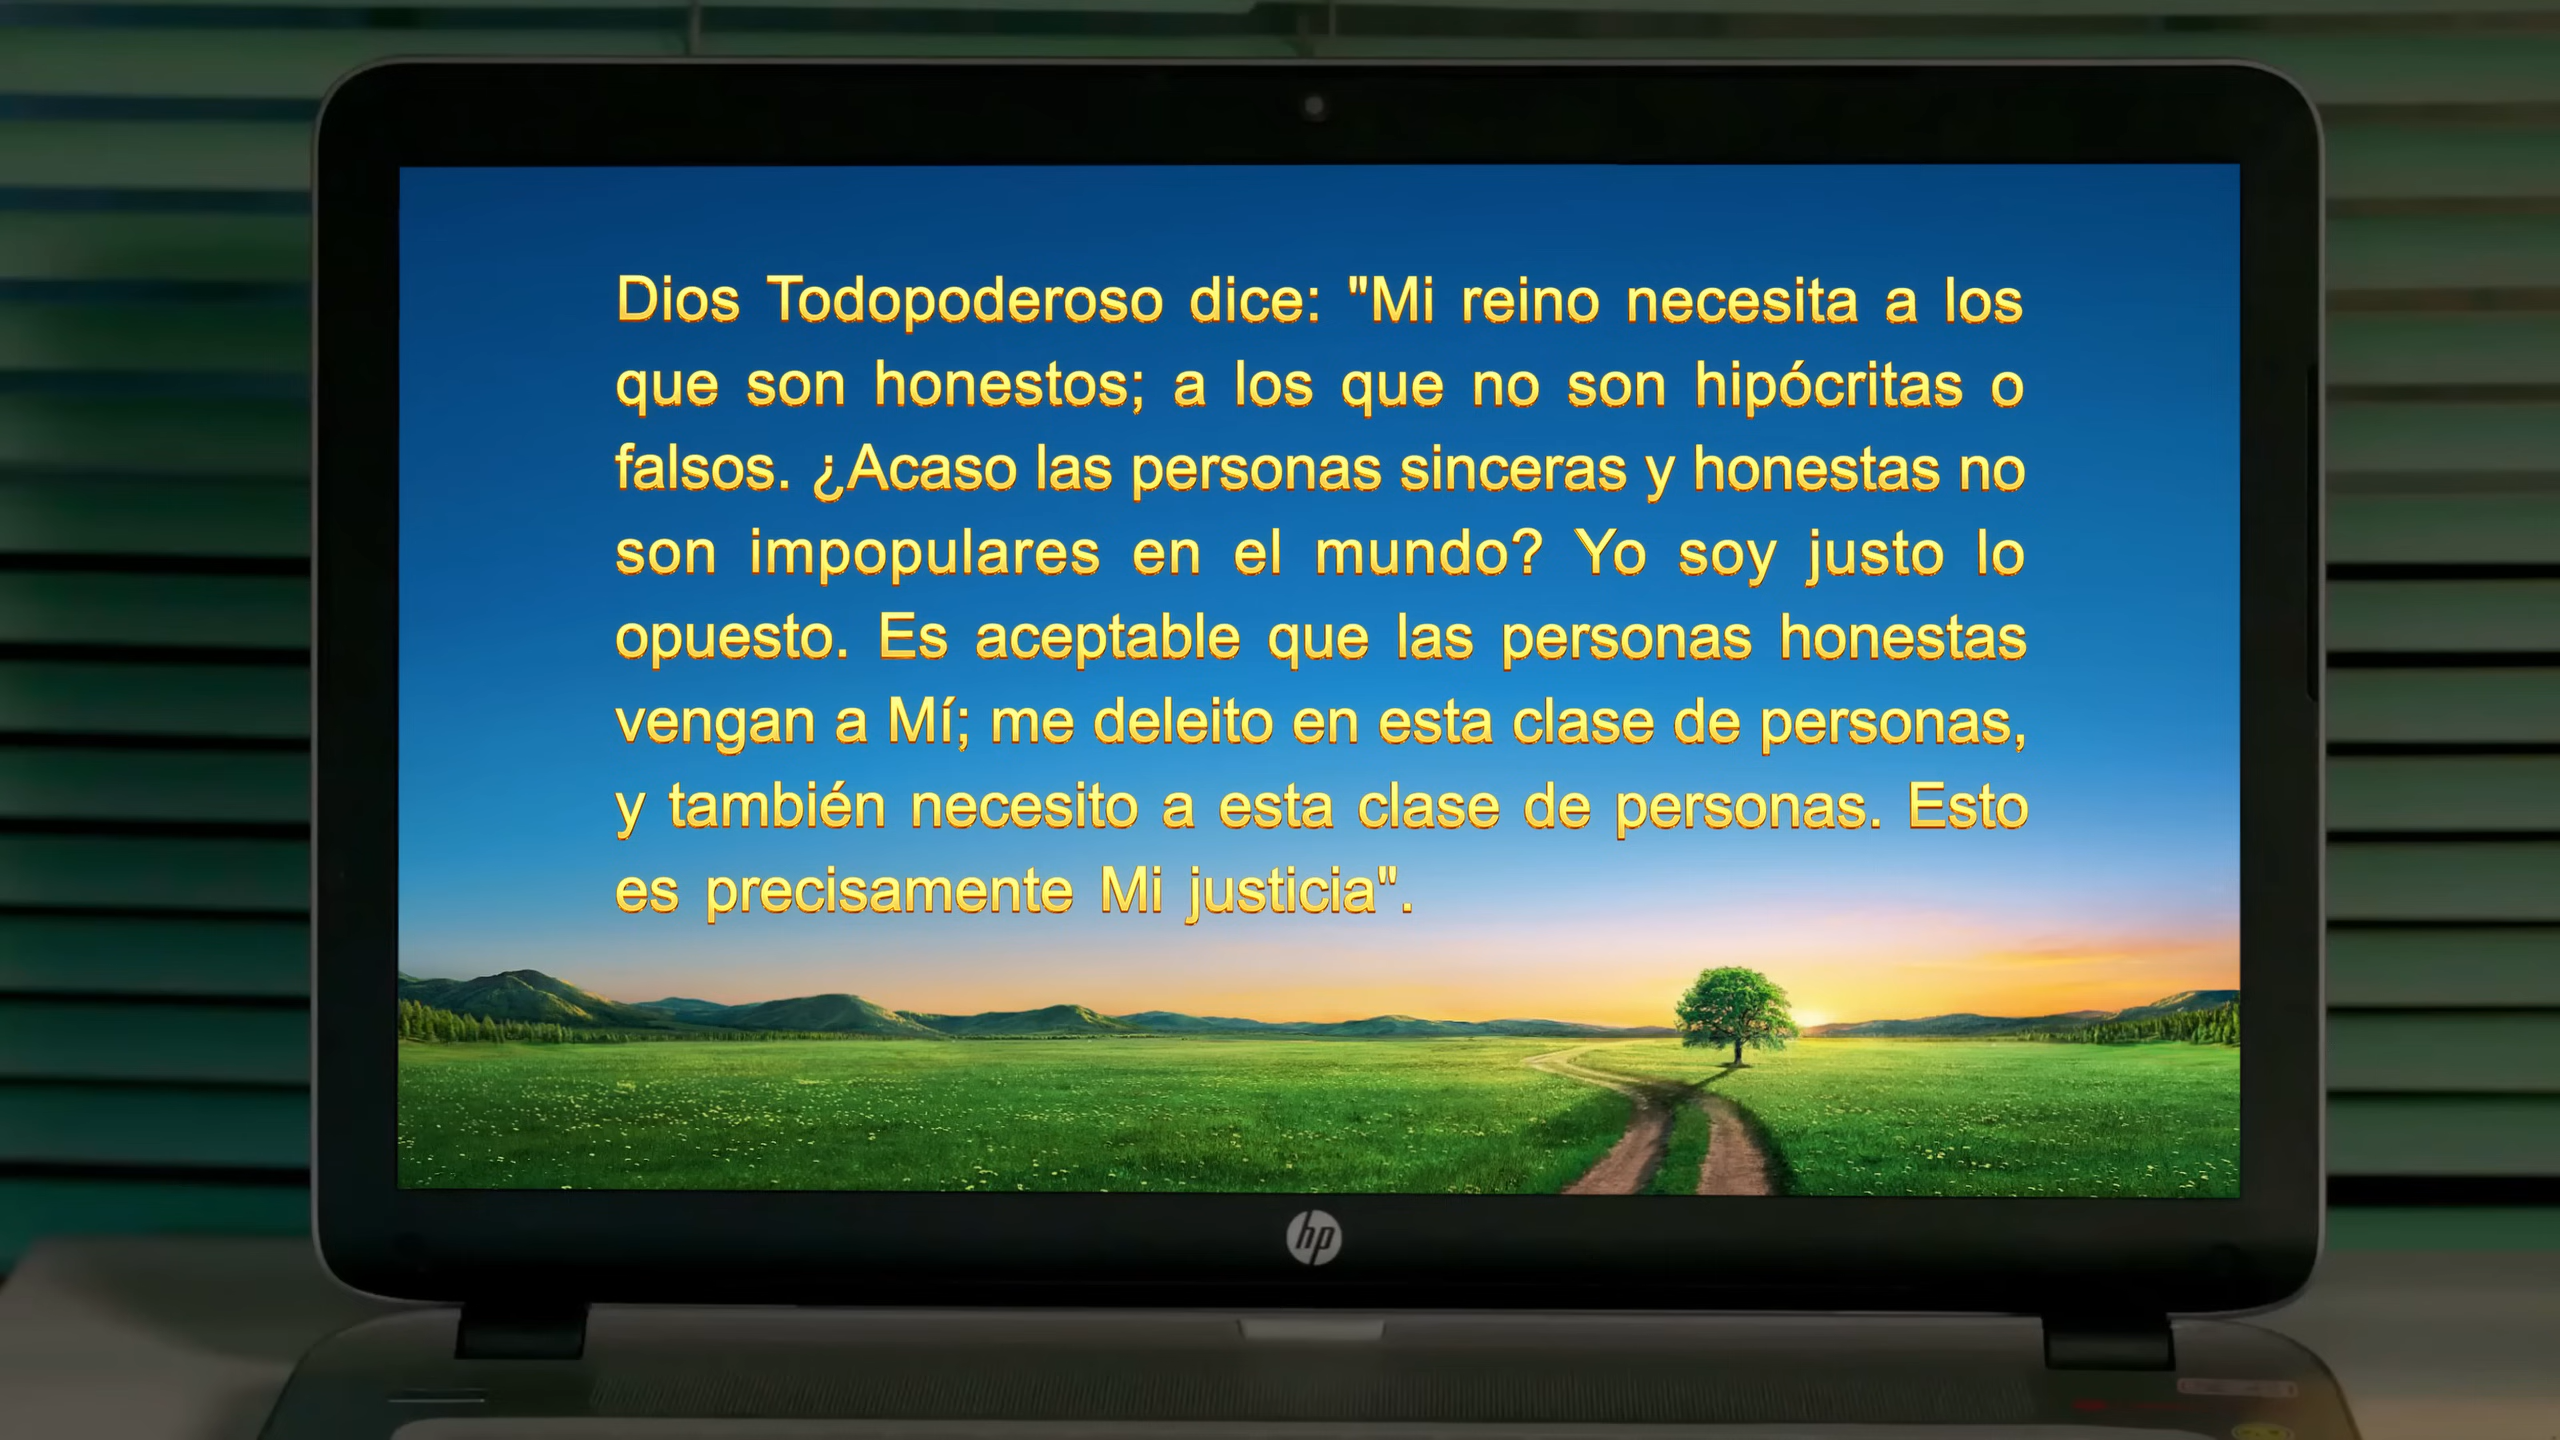 Dios Todopoderoso dice: "Mi reino necesita a los
que son honestos; a los que no son hipócritas o
falsos. ¿Acaso las personas sinceras y honestas no
son impopulares en el mundo? Yo soy justo lo
opuesto. Es aceptable que las personas honestas
vengan a Mí; me deleito en esta clase de personas,
y también necesito a esta clase de personas. Esto
es precisamente Mi justicia".
hp